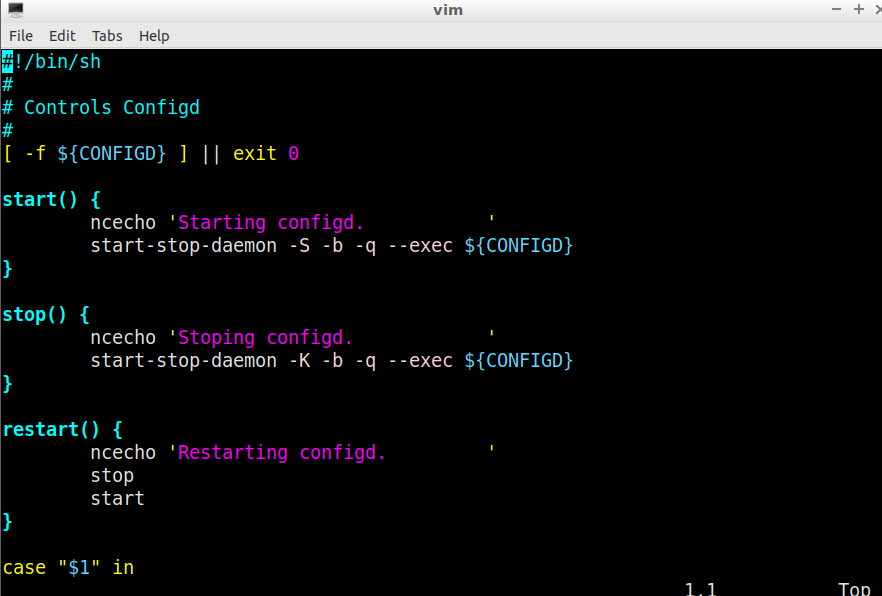 vim
File Edit Tabs Help
#!/bin/sh
#
# Controls Configd
#
[ -f ${CONFIGD} ] || exit 0
start() {
        ncecho 'Starting configd.           '
        start-stop-daemon -S -b -q --exec ${CONFIGD}
}
stop() {
        ncecho 'Stoping configd.            '
        start-stop-daemon -K -b -q --exec ${CONFIGD}
}
restart() {
        ncecho 'Restarting configd.         '
        stop
        start
}
case "$1" in
1,1 Top